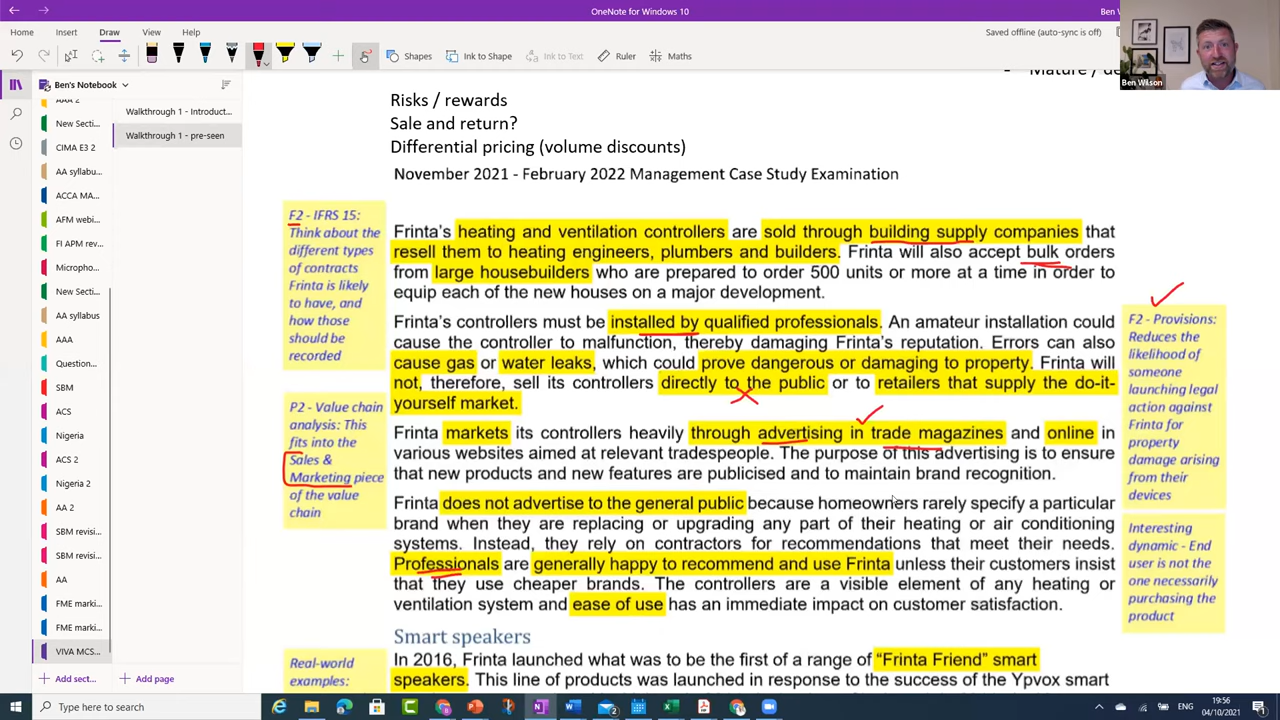 OneNote for Windows 10
Ben W
Home
Insert
Draw
View
Help
Saved offline (auto-sync is off)
Shapes
Ink to Shape
Ink to Text
Ruler
Maths
Ben Wilson
Ben's Notebook
AAA 2
New Secti...
CIMA E3 2
AA syllabu...
ACCA MA...
AFM webi...
FI APM rev...
Micropho...
New Secti...
AA syllabus
AAA
Question...
SBM
ACS
Nigeria
ACS 2
Nigeria 2
AA 2
SBM revisi...
SBM revisi...
AA
FME marki...
FME marki...
VIVA MCS...
Add sect...
Walkthrough 1 - Introduct...
Walkthrough 1 - pre-seen
Add page
- Mature / de
Risks / rewards
Sale and return?
Differential pricing (volume discounts)
November 2021 - February 2022 Management Case Study Examination
F2 - IFRS 15:
Think about the
different types
of contracts
Frinta is likely
to have, and
how those
should be
recorded
Frinta's heating and ventilation controllers are sold through building supply companies that
resell them to heating engineers, plumbers and builders. Frinta will also accept bulk orders
from large housebuilders who are prepared to order 500 units or more at a time in order to
equip each of the new houses on a major development.
Frinta's controllers must be installed by qualified professionals. An amateur installation could
cause the controller to malfunction, thereby damaging Frinta's reputation. Errors can also
cause gas or water leaks, which could prove dangerous or damaging to property. Frinta will
not, therefore, sell its controllers directly to the public or to retailers that supply the do-it-
yourself market.
F2 - Provisions:
Reduces the
likelihood of
someone
launching legal
action against
Frinta for
property
damage arising
from their
devices
P2 - Value chain
analysis: This
fits into the
Sales &
Marketing piece
of the value
chain
Frinta markets its controllers heavily through advertising in trade magazines and online in
various websites aimed at relevant tradespeople. The purpose of this advertising is to ensure
that new products and new features are publicised and to maintain brand recognition.
Frinta does not advertise to the general public because homeowners rarely specify a particular
brand when they are replacing or upgrading any part of their heating or air conditioning
systems. Instead, they rely on contractors for recommendations that meet their needs.
Professionals are generally happy to recommend and use Frinta unless their customers insist
that they use cheaper brands. The controllers are a visible element of any heating or
ventilation system and ease of use has an immediate impact on customer satisfaction.
Interesting
dynamic - End
user is not the
one necessarily
purchasing the
product
Smart speakers
Real-world
examples:
In 2016, Frinta launched what was to be the first of a range of "Frinta Friend" smart
speakers. This line of products was launched in response to the success of the Ypvox smart
Type here to search
ENG
19:56
04/10/2021